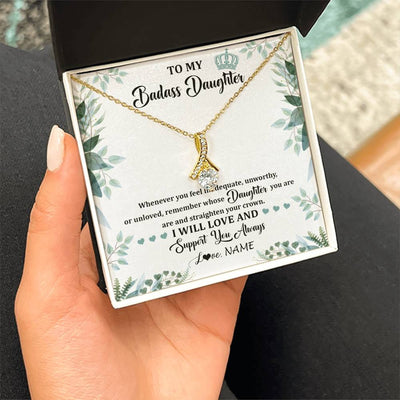 TO MY
Badass Daughter
Whenever you feel inadequate, unworthy,
or unloved, remember whose Daughter you are
are and straighten your crown.
I WILL LOVE AND
Support You Always
Love, NAME